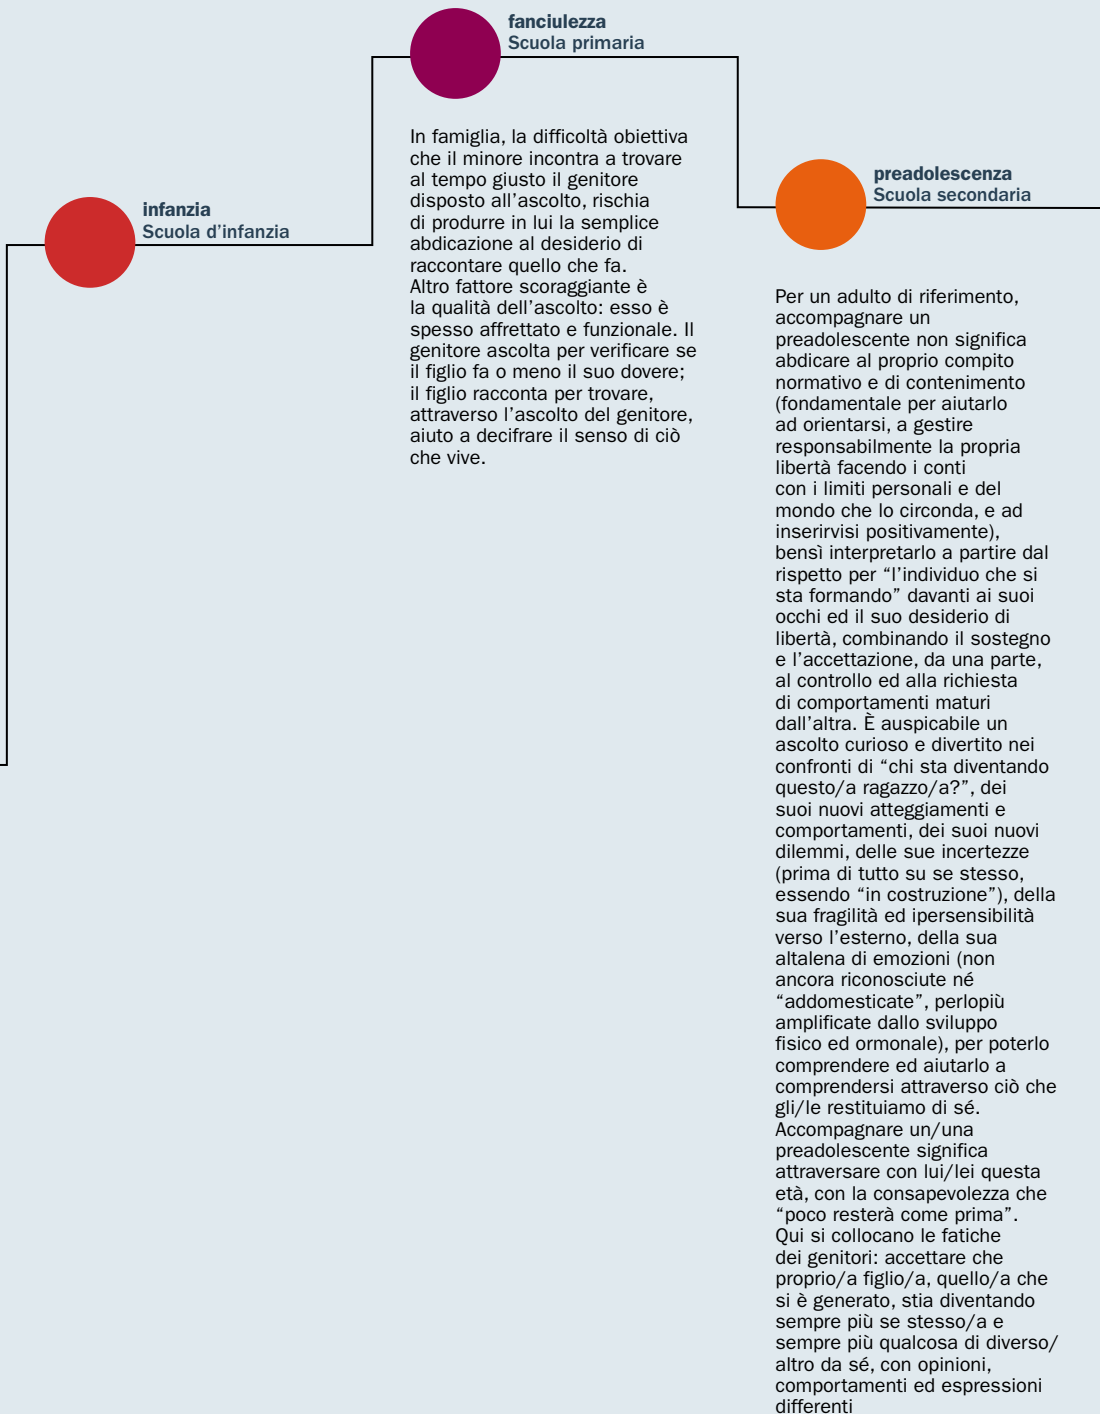 fanciulezza
Scuola primaria
In famiglia, la difficoltà obiettiva
che il minore incontra a trovare
al tempo giusto il genitore
disposto all'ascolto, rischia
di produrre in lui la semplice
abdicazione al desiderio di
raccontare quello che fa.
Altro fattore scoraggiante è
la qualità dell'ascolto: esso è
spesso affrettato e funzionale. Il
genitore ascolta per verificare se
il figlio fa o meno il suo dovere;
il figlio racconta per trovare,
attraverso l'ascolto del genitore,
aiuto a decifrare il senso di ciò
che vive.
infanzia
Scuola d'infanzia
preadolescenza
Scuola secondaria
Per un adulto di riferimento,
accompagnare un
preadolescente non significa
abdicare al proprio compito
normativo e di contenimento
(fondamentale per aiutarlo
ad orientarsi, a gestire
responsabilmente la propria
libertà facendo i conti
con i limiti personali e del
mondo che lo circonda, e ad
inserirvisi positivamente),
bensì interpretarlo a partire dal
rispetto per “l'individuo che si
sta formando” davanti ai suoi
occhi ed il suo desiderio di
libertà, combinando il sostegno
e l'accettazione, da una parte,
al controllo ed alla richiesta
di comportamenti maturi
dall'altra. È auspicabile un
ascolto curioso e divertito nei
confronti di “chi sta diventando
questo/a ragazzo/a?”, dei
suoi nuovi atteggiamenti e
comportamenti, dei suoi nuovi
dilemmi, delle sue incertezze
(prima di tutto su se stesso,
essendo “in costruzione”), della
sua fragilità ed ipersensibilità
verso l'esterno, della sua
altalena di emozioni (non
ancora riconosciute né
“addomesticate”, perlopiù
amplificate dallo sviluppo
fisico ed ormonale), per poterlo
comprendere ed aiutarlo a
comprendersi attraverso ciò che
gli/le restituiamo di sé.
Accompagnare un/una
preadolescente significa
attraversare con lui/lei questa
età, con la consapevolezza che
“poco resterà come prima”.
Qui si collocano le fatiche
dei genitori: accettare che
proprio/a figlio/a, quello/a che
si è generato, stia diventando
sempre più se stesso/a e
sempre più qualcosa di diverso/
altro da sé, con opinioni,
comportamenti ed espressioni
differenti